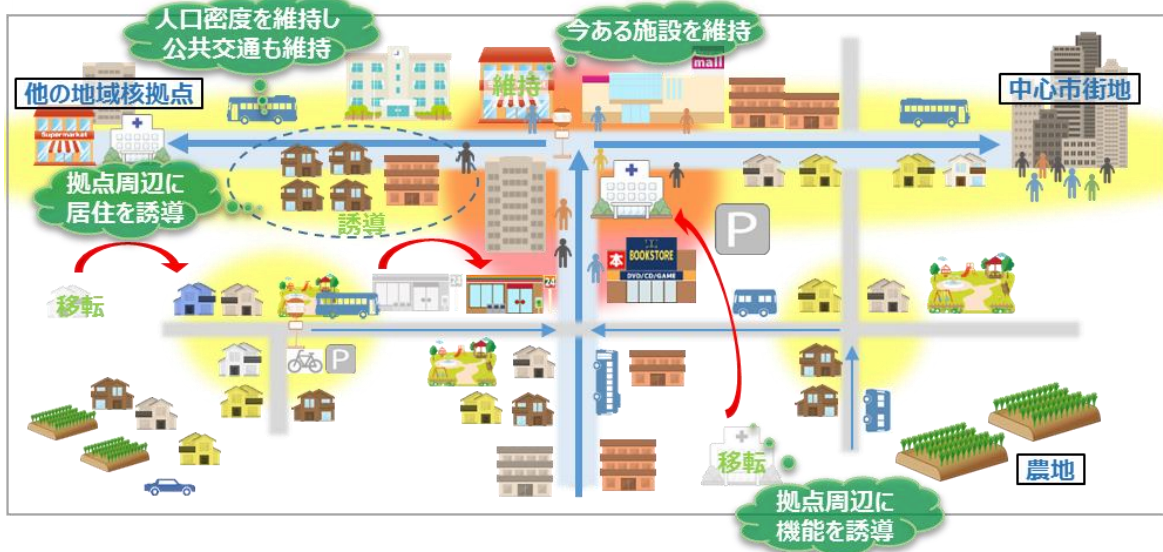 人口密度を維持し
公共交通も維持
今ある施設を維持
mall
維持
他の地域核拠点
中心市街地
Supermarket
拠点周辺に
居住を誘導
誘導
P
本
BOOKSTORE
DVD/CD/GAME
移転
24
24
P
移転
農地
拠点周辺に
機能を誘導